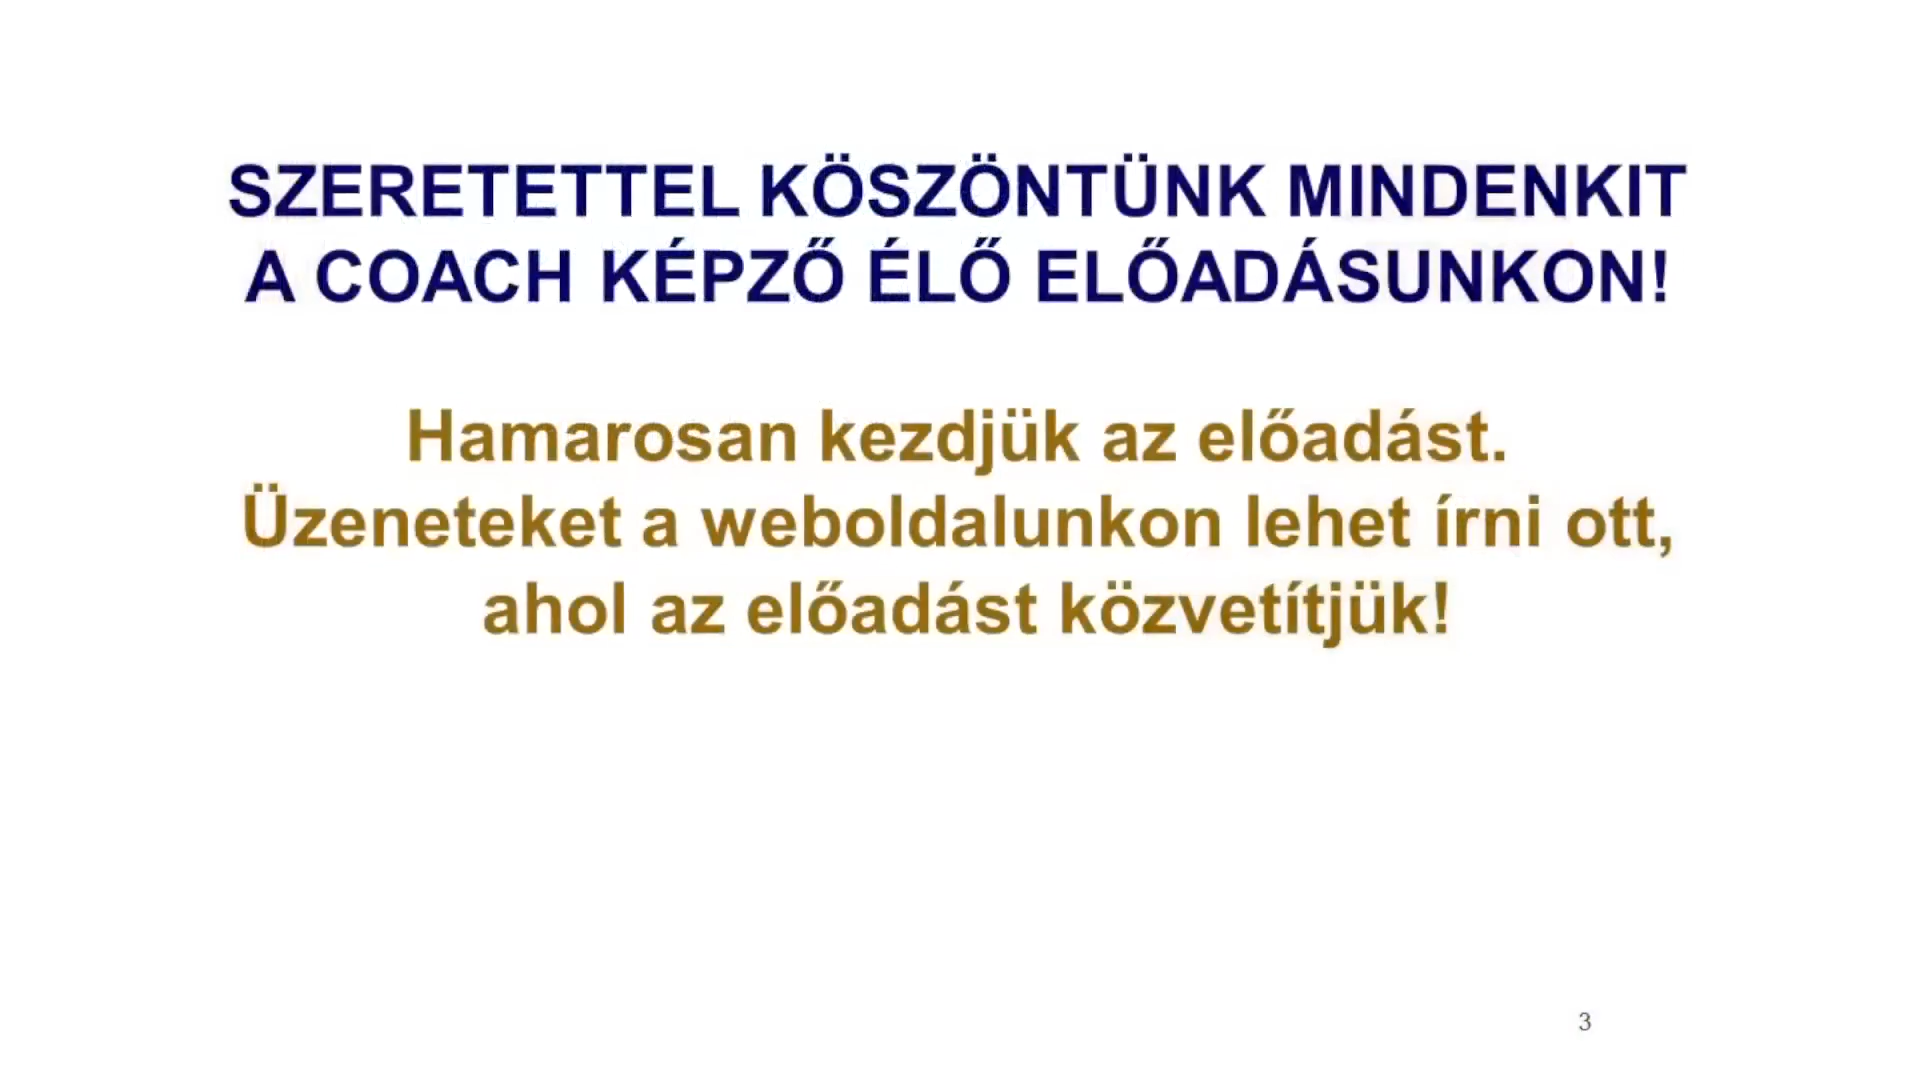 SZERETETTEL KÖSZÖNTÜNK MINDENKIT
A COACH KÉPZŐ ÉLŐ ELŐADÁSUNKON!
Hamarosan kezdjük az előadást.
Üzeneteket a weboldalunkon lehet írni ott,
ahol az előadást közvetítjük!
3